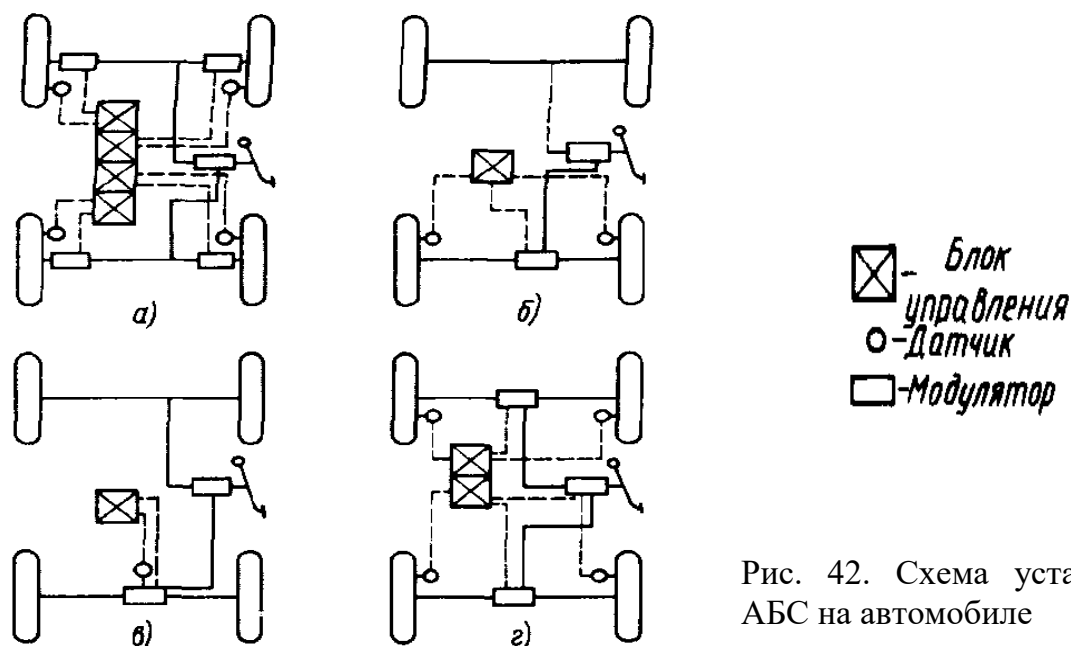 а)
б)
в)
г)
- Блок
управления
-Датчик
-Модулятор
Рис. 42. Схема уста
АБС на автомобиле